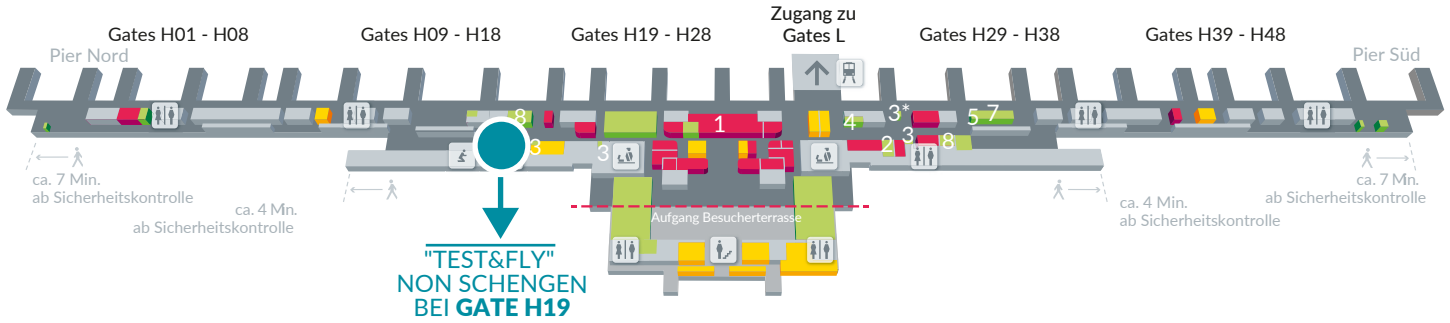 Gates H01 - H08
Gates H09 - H18
Gates H19 - H28
Zugang zu
Gates L
Gates H29 - H38
Gates H39 - H48
Pier Nord
Pier Süd
8
1
4
3*
5
7
3
3
2
3
8
ca. 7 Min.
ab Sicherheitskontrolle
ca. 4 Min.
ab Sicherheitskontrolle
Aufgang Besucherterrasse
ca. 4 Min.
ab Sicherheitskontrolle
ca. 7 Min.
ab Sicherheitskontrolle
"TEST&FLY"
NON SCHENGEN
BEI GATE H19